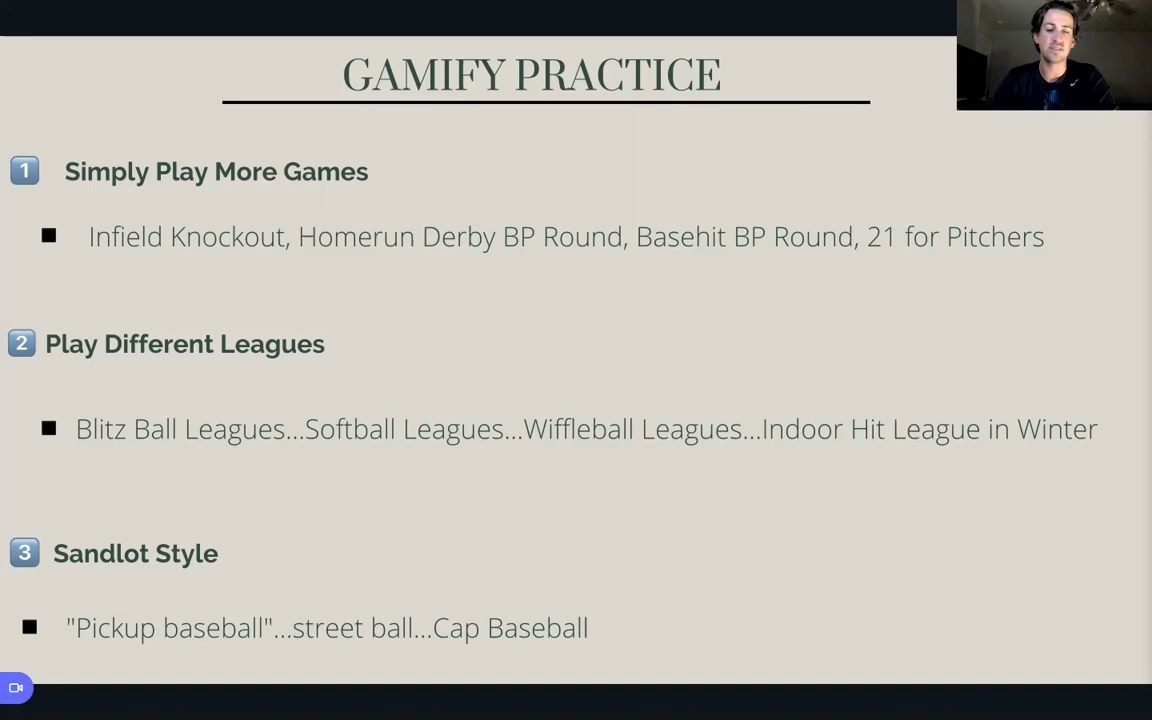 GAMIFY PRACTICE
1 Simply Play More Games
Infield Knockout, Homerun Derby BP Round, Basehit BP Round, 21 for Pitchers
2 Play Different Leagues
Blitz Ball Leagues...Softball Leagues...Wiffleball Leagues...Indoor Hit League in Winter
3 Sandlot Style
"Pickup baseball"...street ball...Cap Baseball